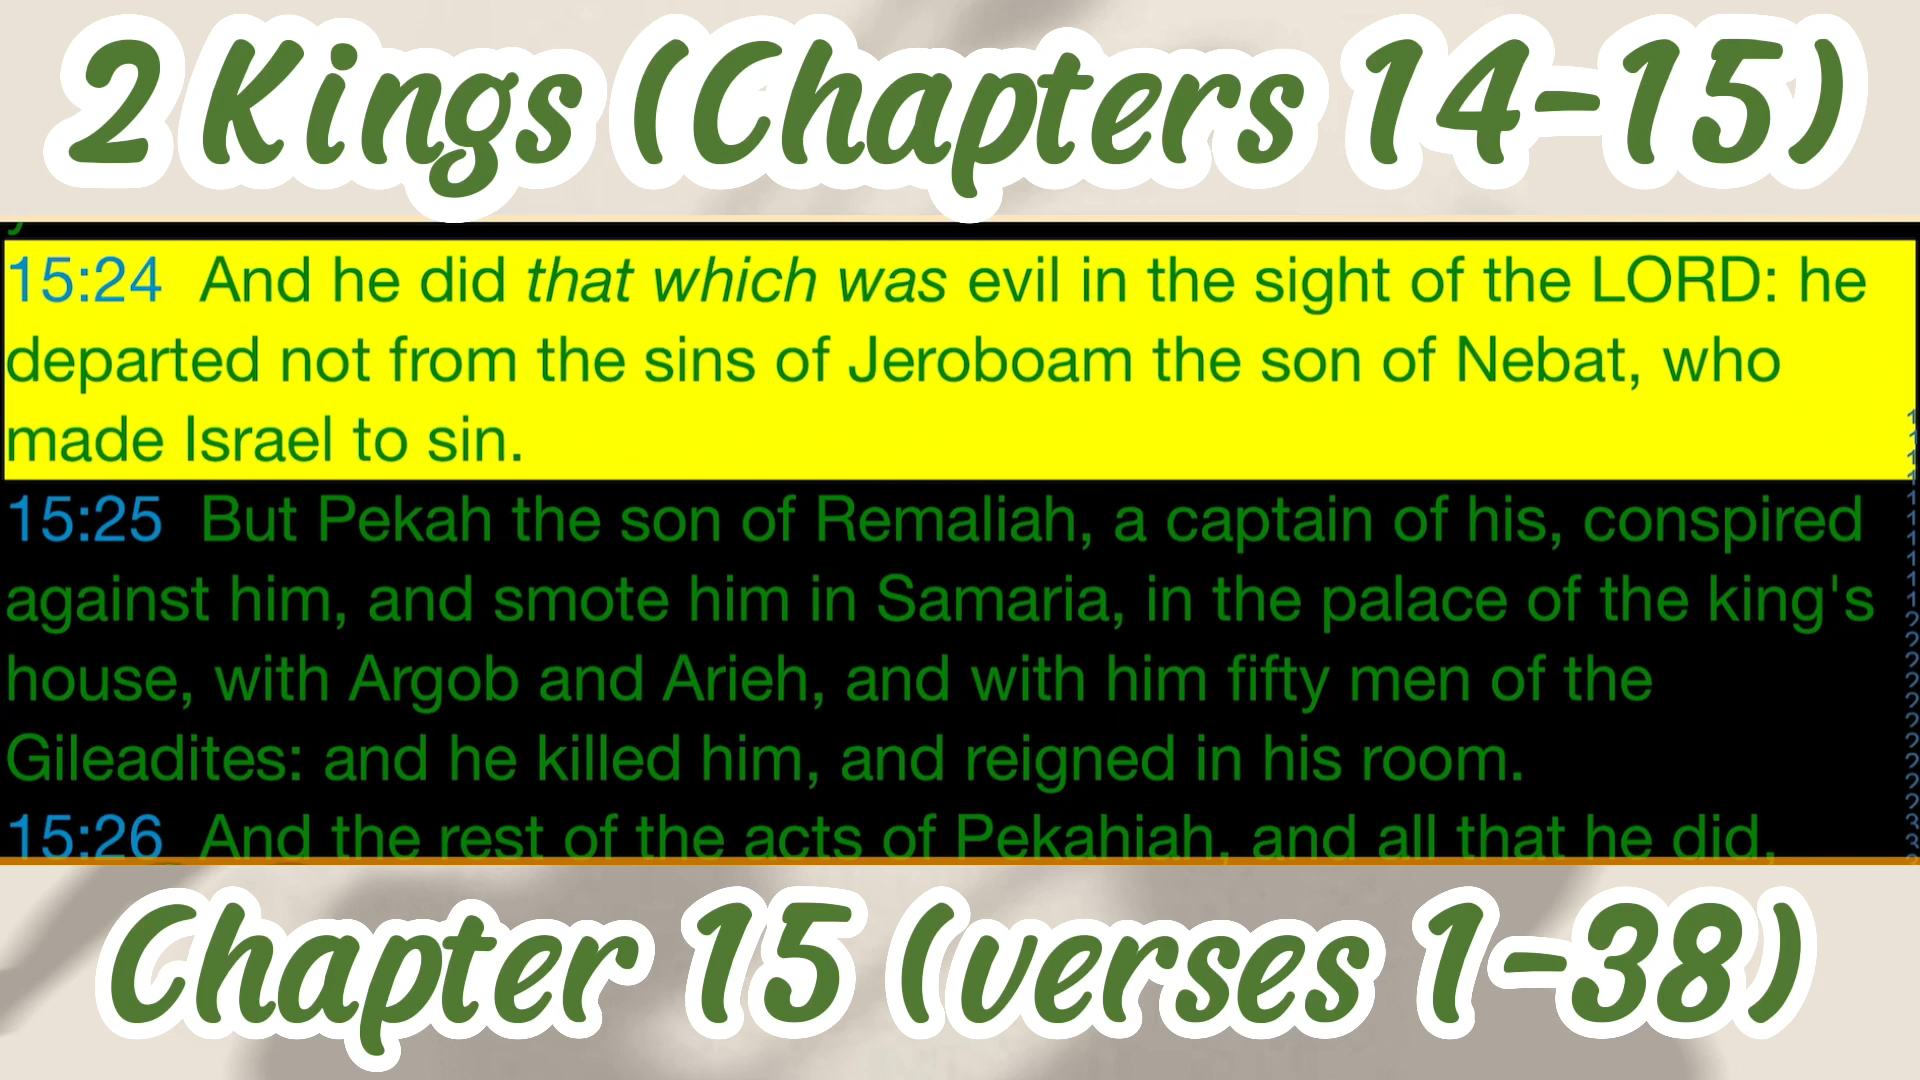 2 Kings (Chapters 14-15)
15:24 And he did that which was evil in the sight of the LORD: he
departed not from the sins of Jeroboam the son of Nebat, who
made Israel to sin.
15:25 But Pekah the son of Remaliah, a captain of his, conspired
against him, and smote him in Samaria, in the palace of the king's
house, with Argob and Arieh, and with him fifty men of the
Gileadites: and he killed him, and reigned in his room.
15:26 And the rest of the acts of Pekahiah, and all that he did,
Chapter 15 (verses 1-38)